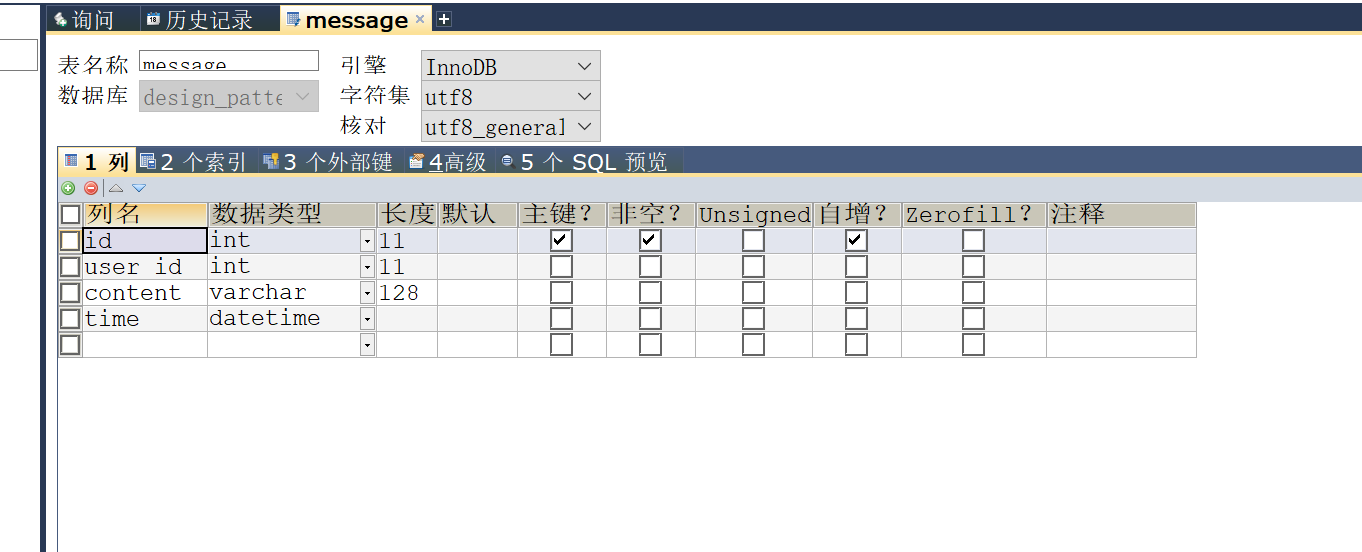 询问 历史记录 message
表名称 message 引擎 InnoDB
数据库 design_patte 字符集 utf8
核对 utf8_general
1 列 2 个索引 3 个外部键 4高级 5 个 SQL 预览
列名 数据类型 长度 默认 主键? 非空? Unsigned 自增? Zerofill? 注释
id int 11
user id int 11
content varchar 128
time datetime